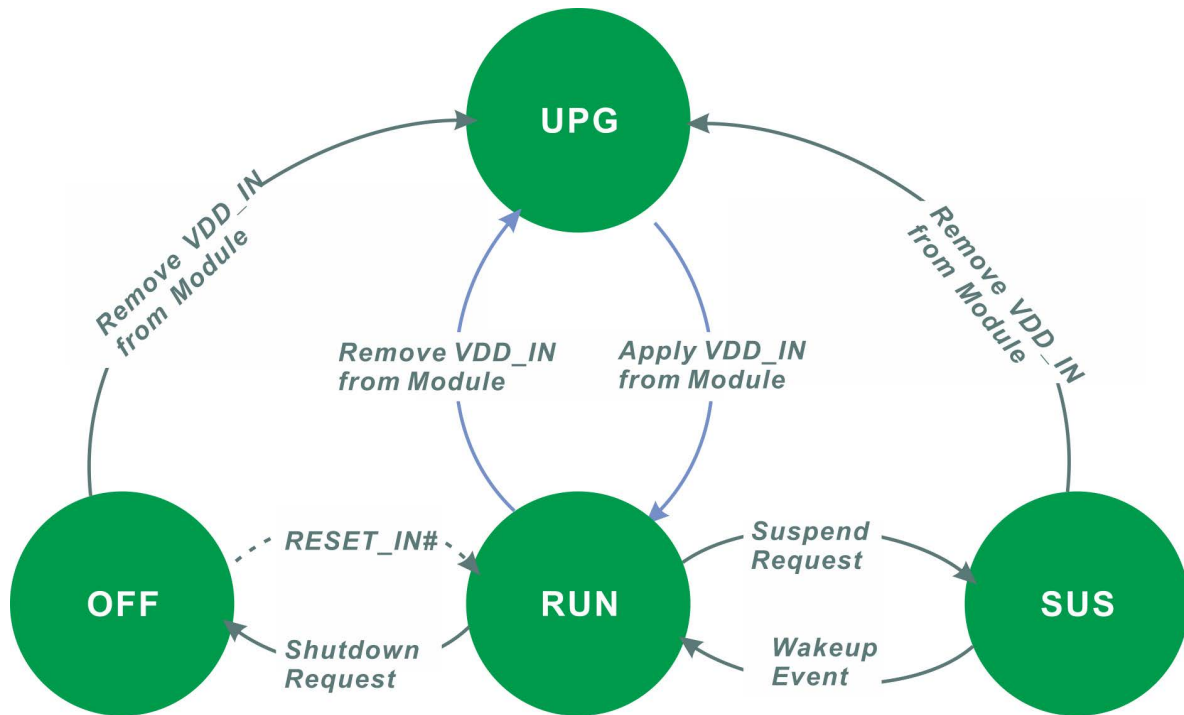 UPG
Remove VDD_IN
from Module
Remove VDD_IN
from Module
Remove VDD_IN
from Module
Apply VDD_IN
from Module
OFF
RESET_IN#
Shutdown
Request
RUN
Suspend
Request
Wakeup
Event
SUS